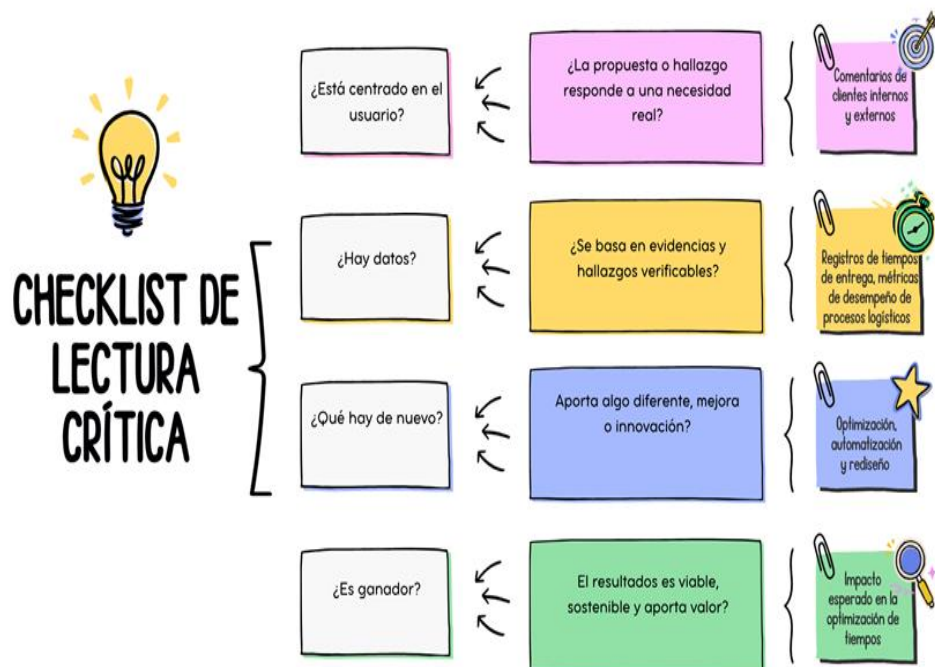 CHECKLIST DE
LECTURA
CRÍTICA
¿Está centrado en el
usuario?
¿La propuesta o hallazgo
responde a una necesidad
real?
Comentarios de
clientes internos
y externos
¿Hay datos?
¿Se basa en evidencias y
hallazgos verificables?
Registros de tiempos
de entrega, métricas
de desempeño de
procesos logísticos
¿Qué hay de nuevo?
Aporta algo diferente, mejora
o innovación?
Optimización,
automatización
y rediseño
¿Es ganador?
El resultados es viable,
sostenible y aporta valor?
Impacto
esperado en la
optimización de
tiempos